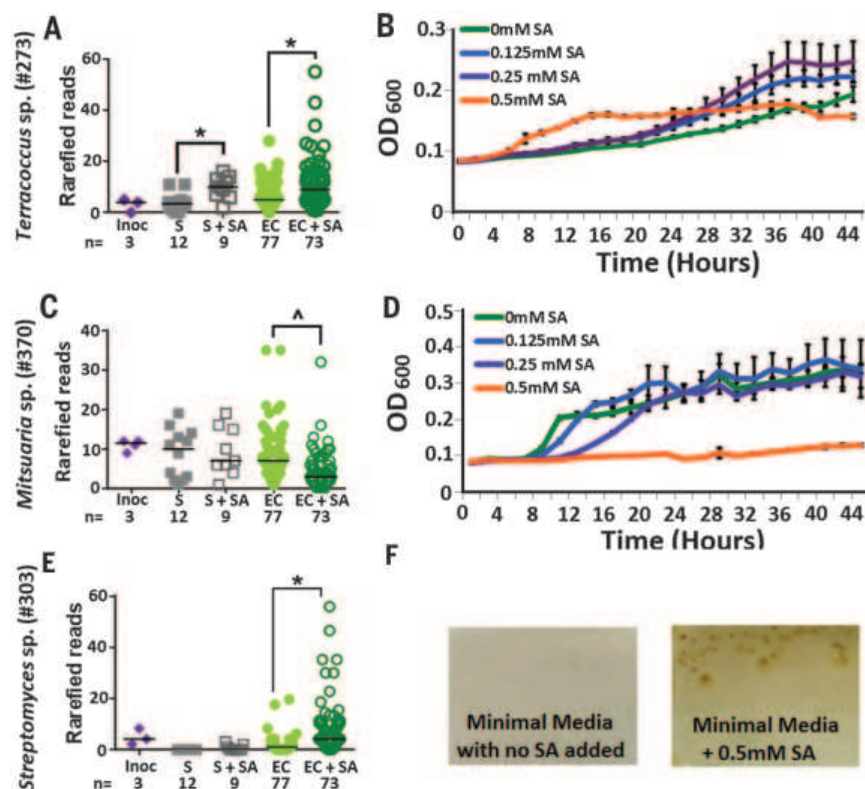 A
Terracoccus sp. (#273)
Rarefied reads
60
40
20
0
*
*
Inoc S S + SA EC EC + SA
n= 3 12 9 77 73
B
0mM SA
0.125mM SA
0.25 mM SA
0.5mM SA
OD600
0.3
0.2
0.1
0
0 4 8 12 16 20 24 28 32 36 40 44
Time (Hours)
C
Mitsuaria sp. (#370)
Rarefied reads
40
30
20
10
0
^
Inoc S S + SA EC EC + SA
n= 3 12 9 77 73
D
0mM SA
0.125mM SA
0.25 mM SA
0.5mM SA
OD600
0.5
0.4
0.3
0.2
0.1
0
0 4 8 12 16 20 24 28 32 36 40 44
Time (Hours)
E
Streptomyces sp. (#303)
Rarefied reads
60
40
20
0
*
Inoc S S + SA EC EC + SA
n= 3 12 9 77 73
F
Minimal Media
with no SA added
Minimal Media
+ 0.5mM SA